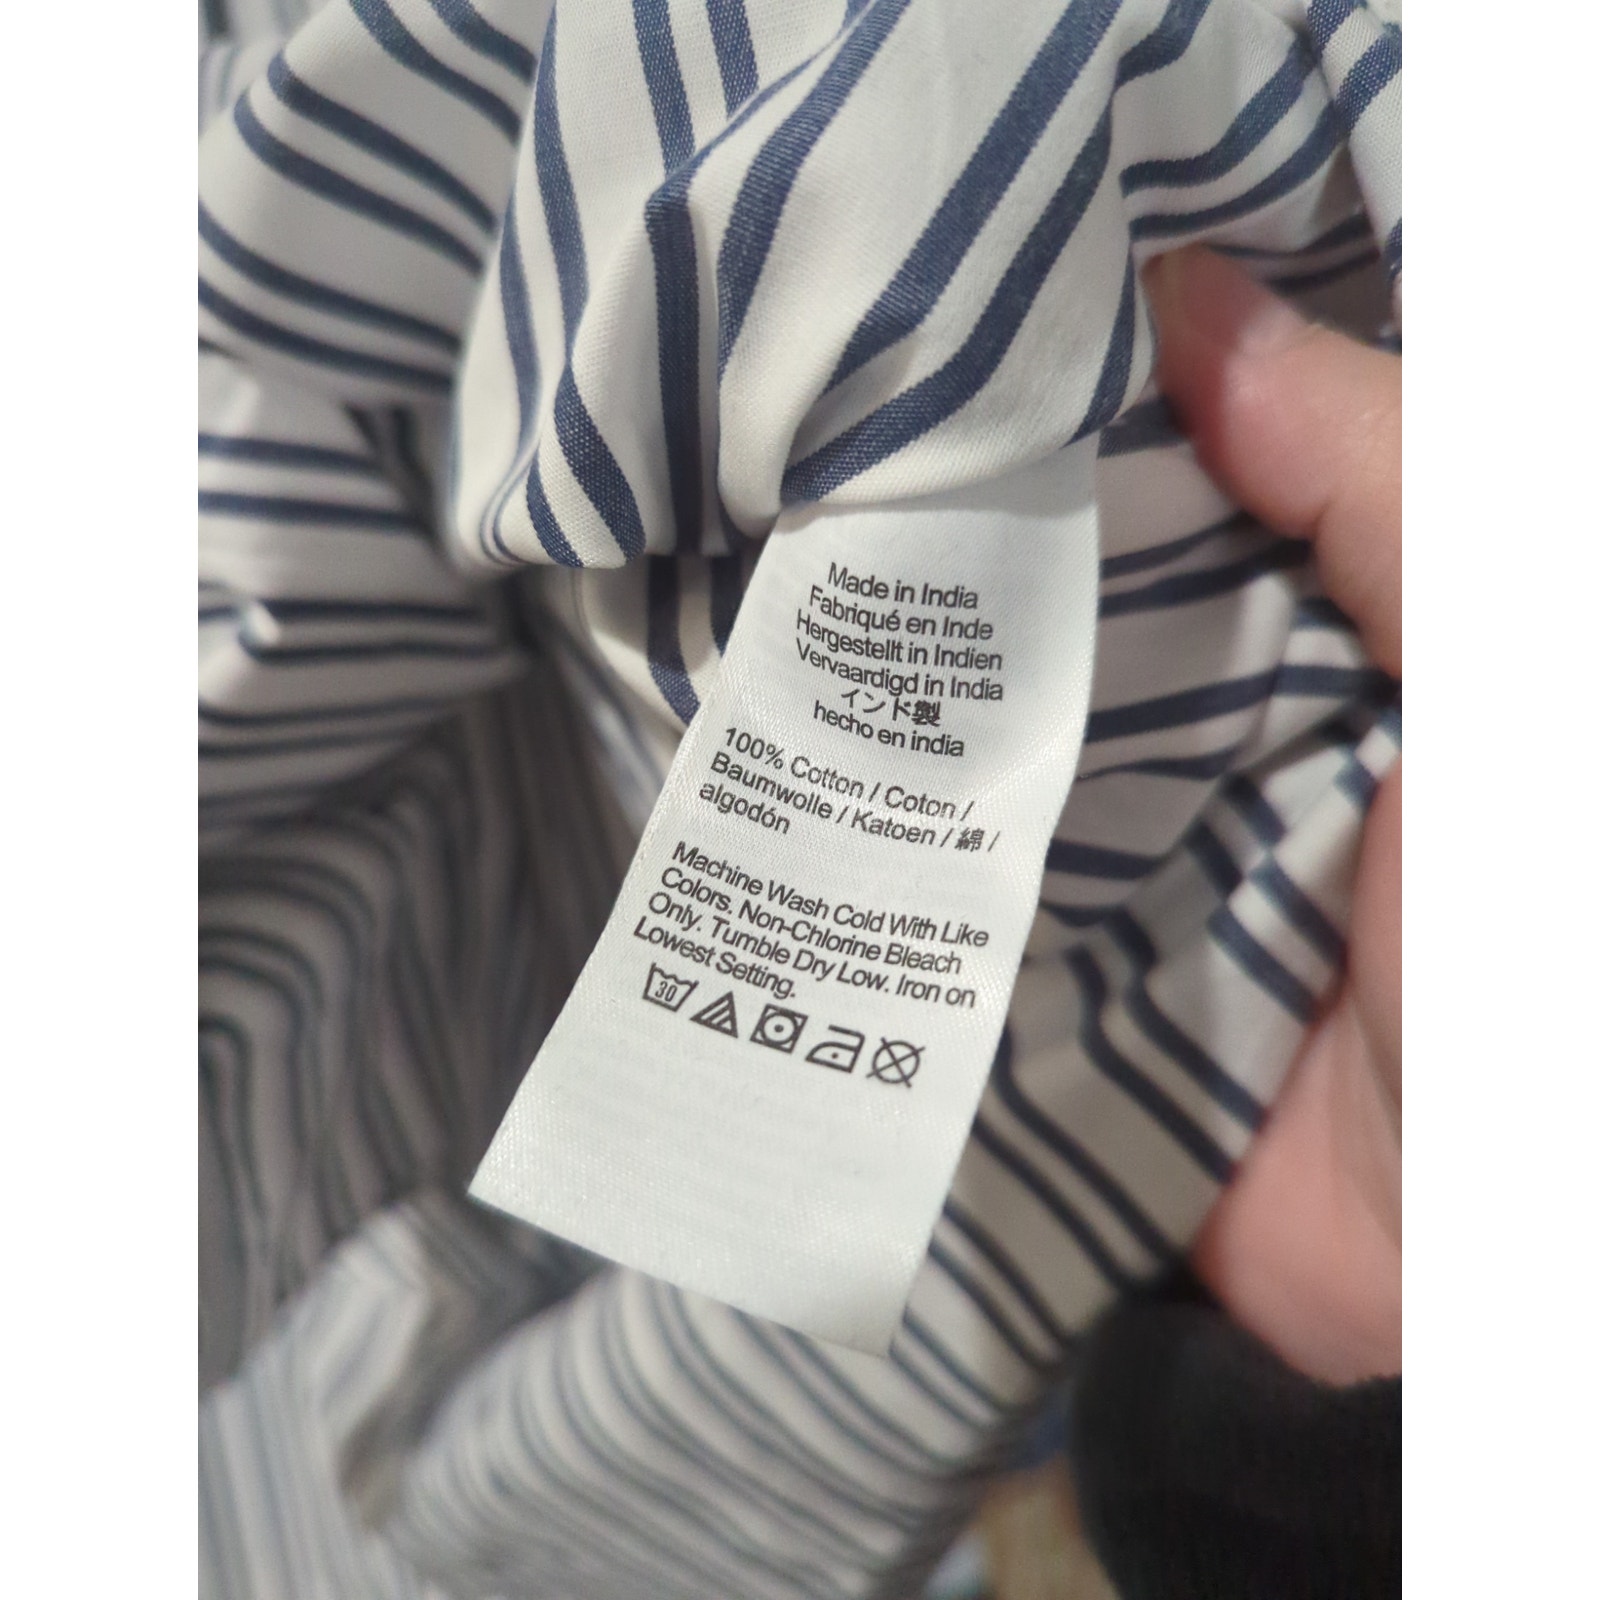 Made in India
Fabriqué en Inde
Hergestellt in Indien
Vervaardigd in India
インド製
hecho en india
100% Cotton / Coton /
Baumwolle / Katoen / 綿 /
algodón
Machine Wash Cold With Like
Colors. Non-Chlorine Bleach
Only. Tumble Dry Low. Iron on
Lowest Setting.
30